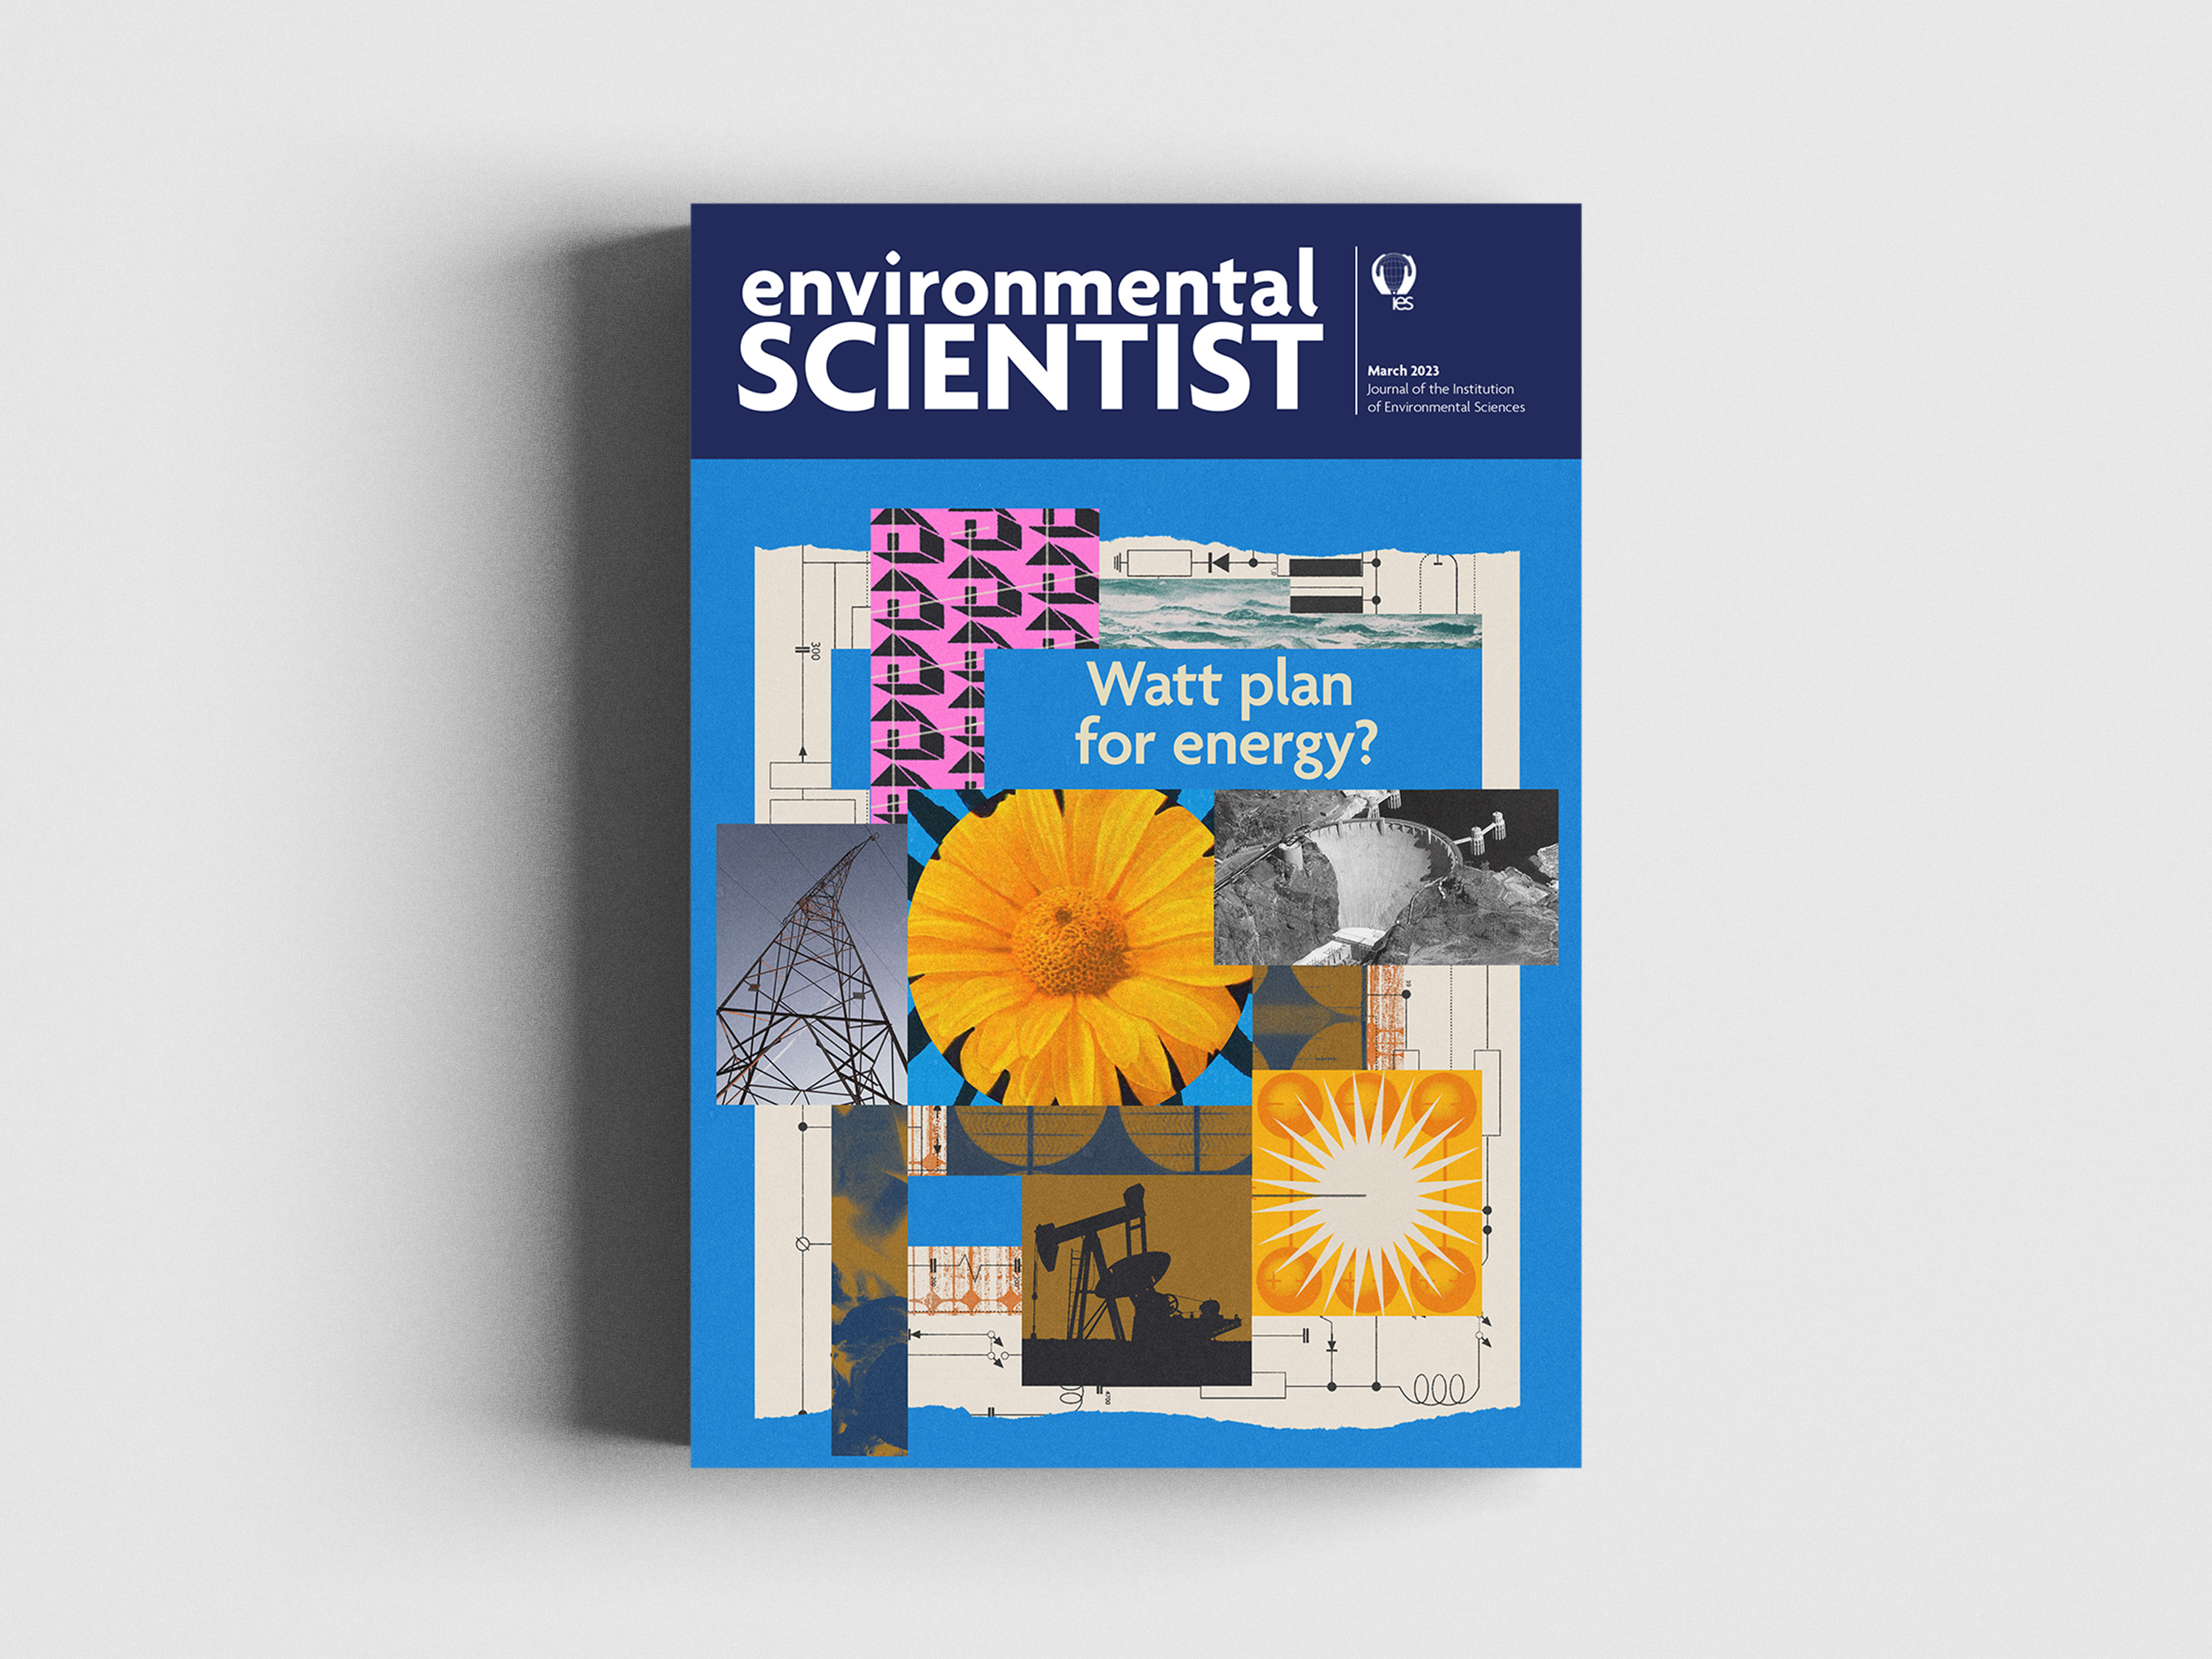 environmental
SCIENTIST
ies
March 2023
Journal of the Institution
of Environmental Sciences
300
Watt plan
for energy?